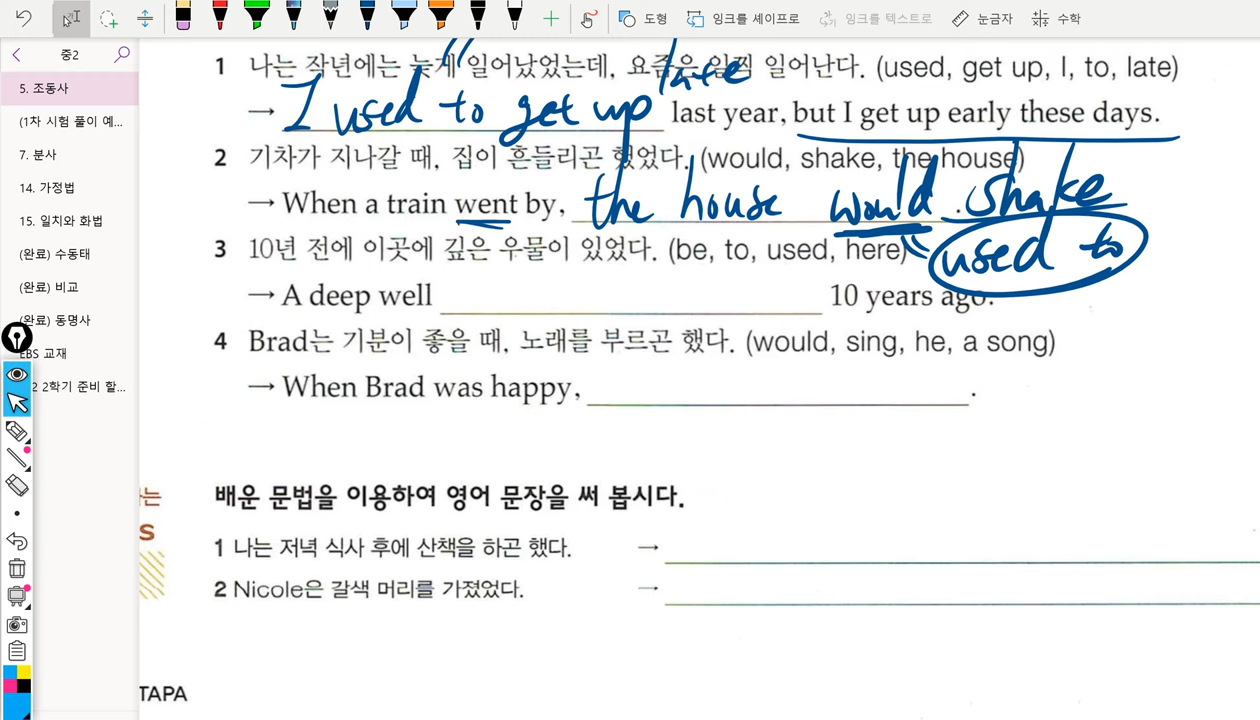 도형
잉크를 셰이프로
잉크를 텍스트로
눈금자
수학
중2
5. 조동사
(1차 시험 풀이 예...
7. 분사
14. 가정법
15. 일치와 화법
(완료) 수동태
(완료) 비교
(완료) 동명사
EBS 교재
2 2학기 준비 할...
1 나는 작년에는 늦게 일어났었는데, 요즘은 일찍 일어난다. (used, get up, I, to, late)
→ I used to get up late last year, but I get up early these days.
2 기차가 지나갈 때, 집이 흔들리곤 했었다. (would, shake, the house)
→ When a train went by, the house would shake.
used to
3 10년 전에 이곳에 깊은 우물이 있었다. (be, to, used, here)
→ A deep well 10 years ago.
4 Brad는 기분이 좋을 때, 노래를 부르곤 했다. (would, sing, he, a song)
→ When Brad was happy, .
는
S
배운 문법을 이용하여 영어 문장을 써 봅시다.
1 나는 저녁 식사 후에 산책을 하곤 했다. →
2 Nicole은 갈색 머리를 가졌었다. →
TAPA